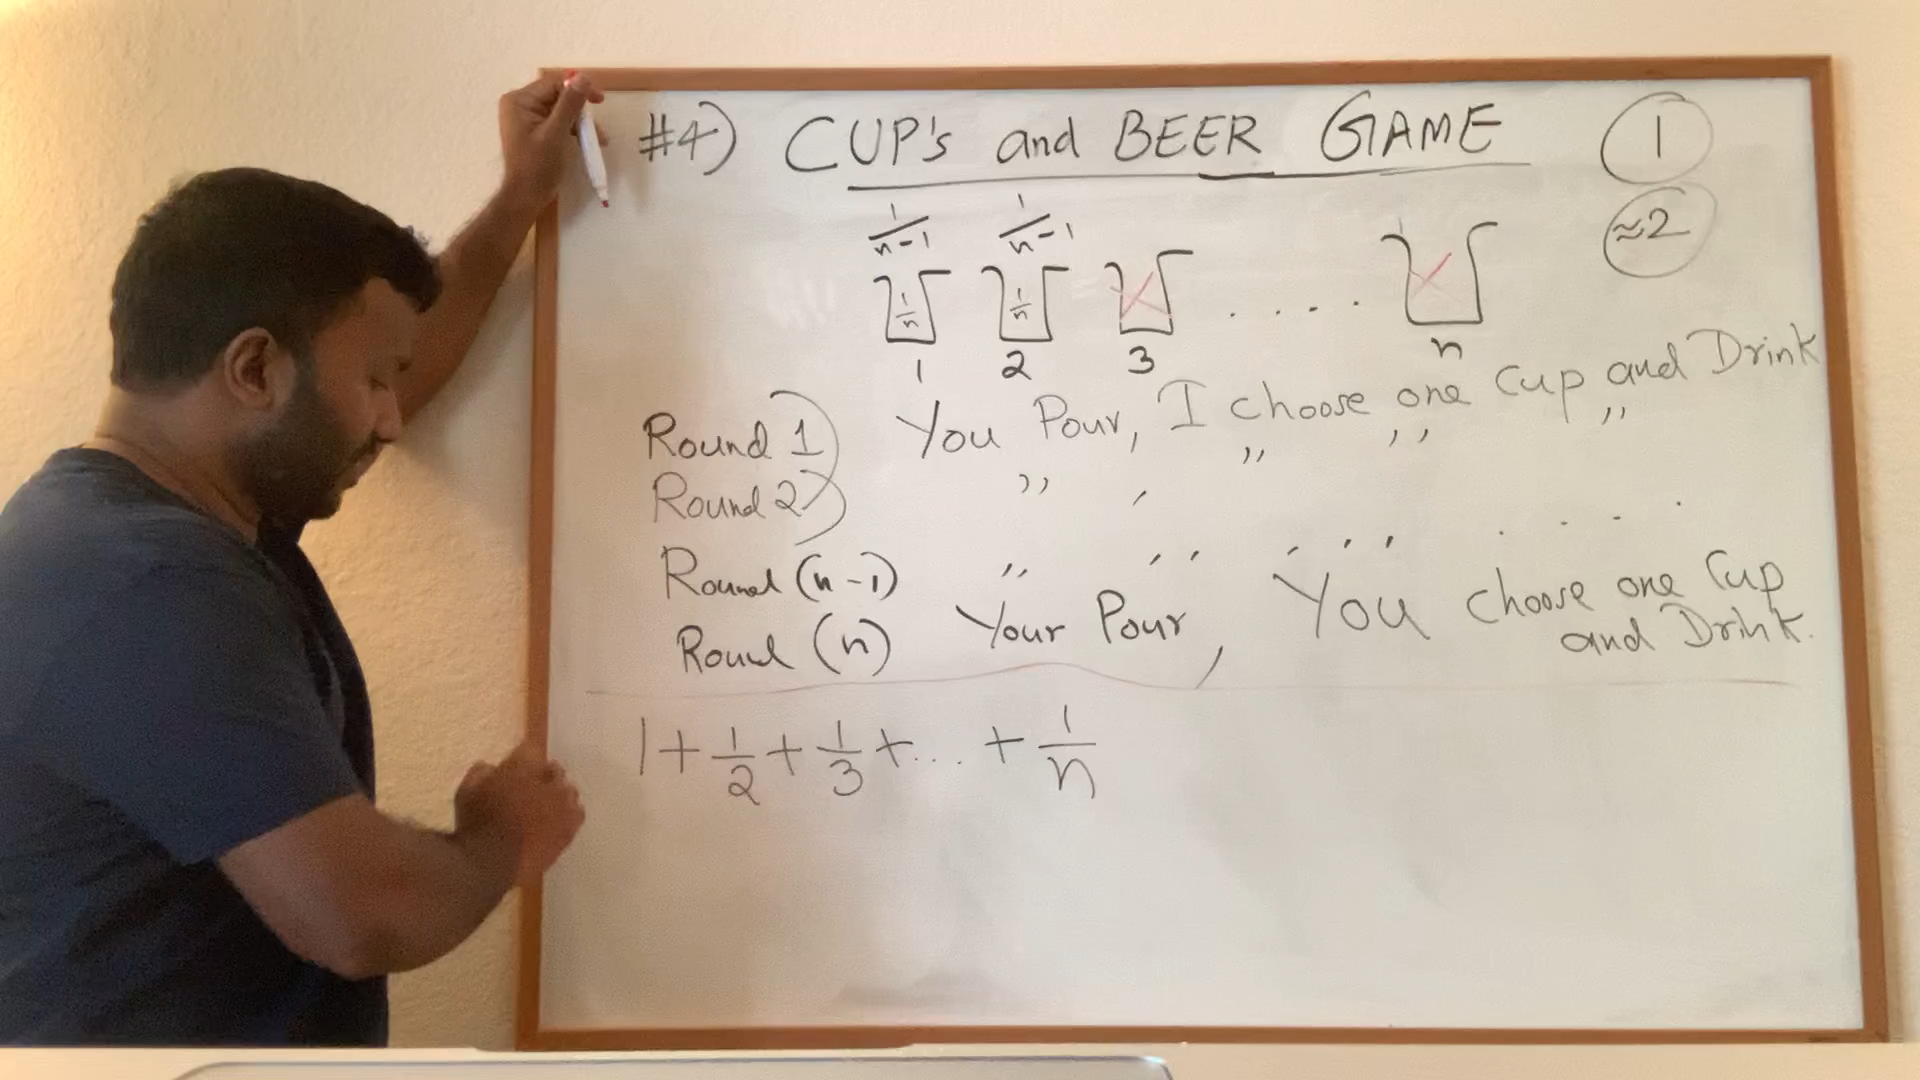 #4) CUP's and BEER GAME 1
≈2
1/n-1 1/n-1
1/n 1/n
1 2 3 . . . . . n
Round 1 You Pour, I choose one Cup and Drink
Round 2 ,, , ,, ,, ,,
Round (n-1) ,, ,, , , , . . . .
Round (n) Your Pour, You choose one Cup
and Drink.
1 + 1/2 + 1/3 + ... + 1/n